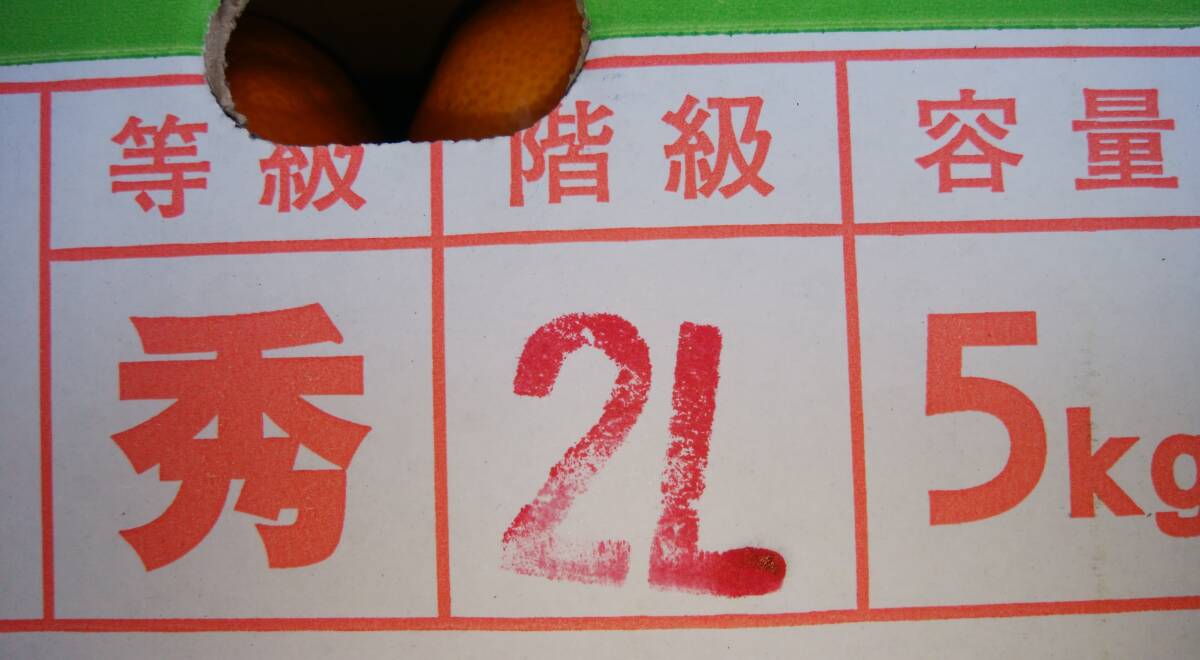 等級 階級 容量
秀 2L 5kg